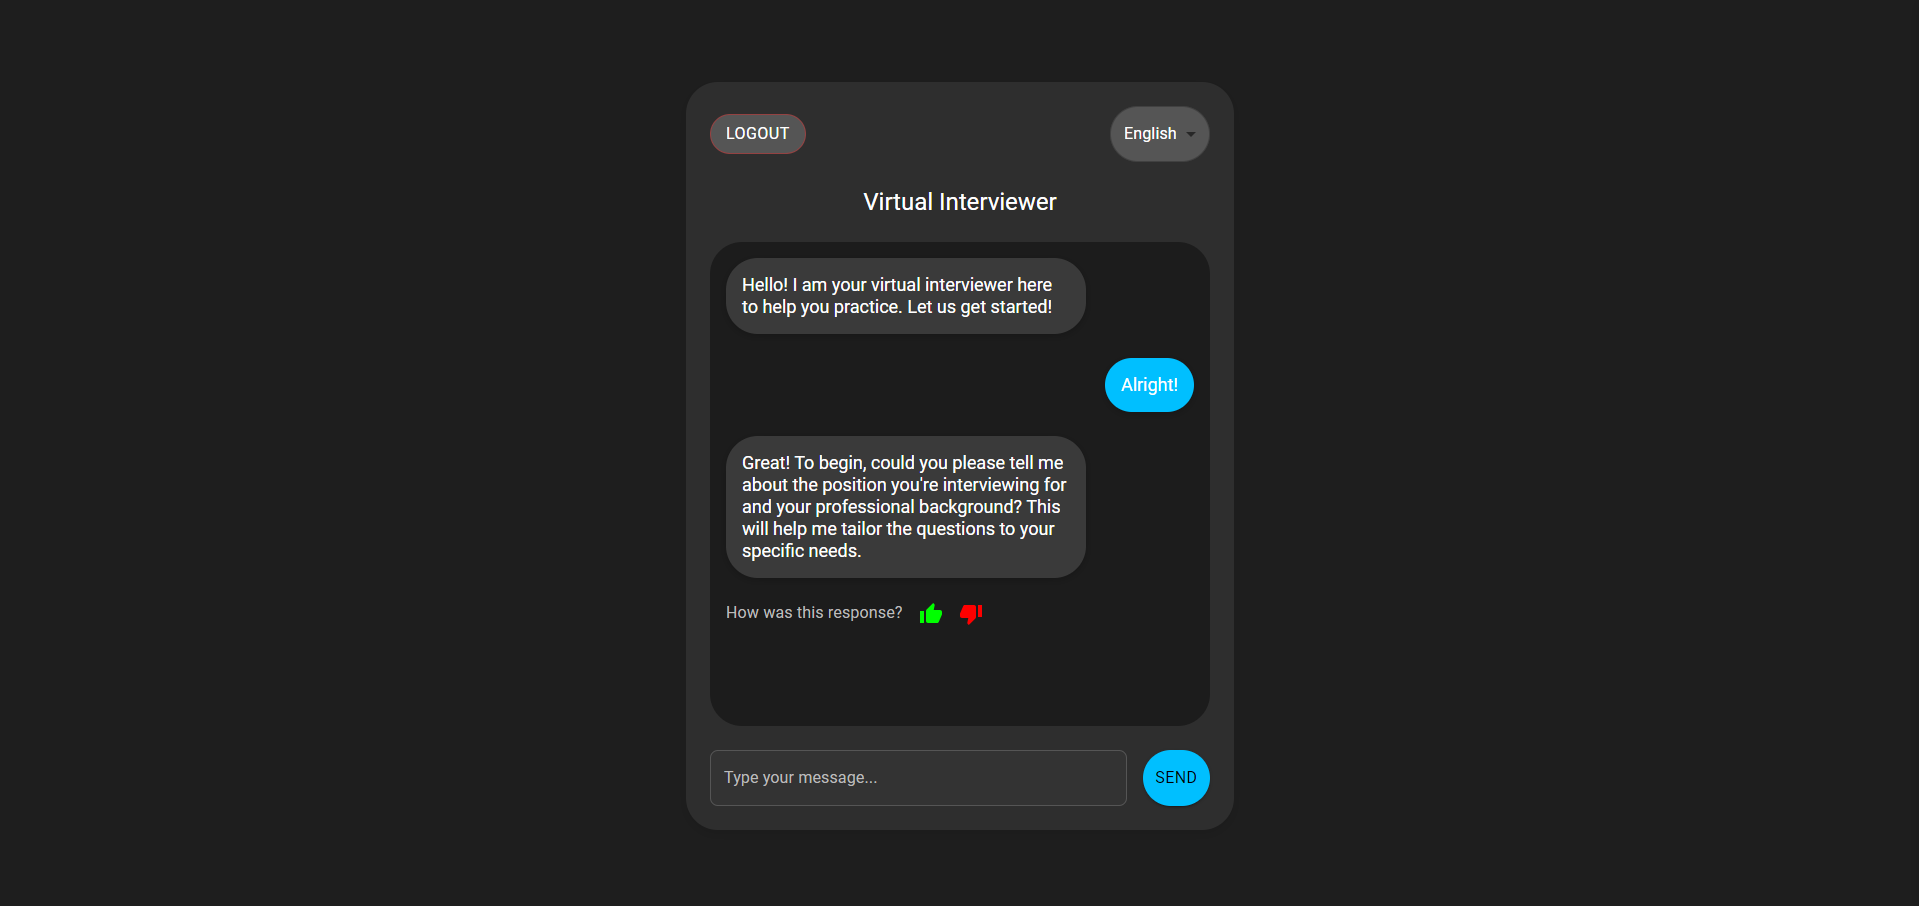 LOGOUT
English
Virtual Interviewer
Hello! I am your virtual interviewer here
to help you practice. Let us get started!
Alright!
Great! To begin, could you please tell me
about the position you're interviewing for
and your professional background? This
will help me tailor the questions to your
specific needs.
How was this response?
Type your message...
SEND